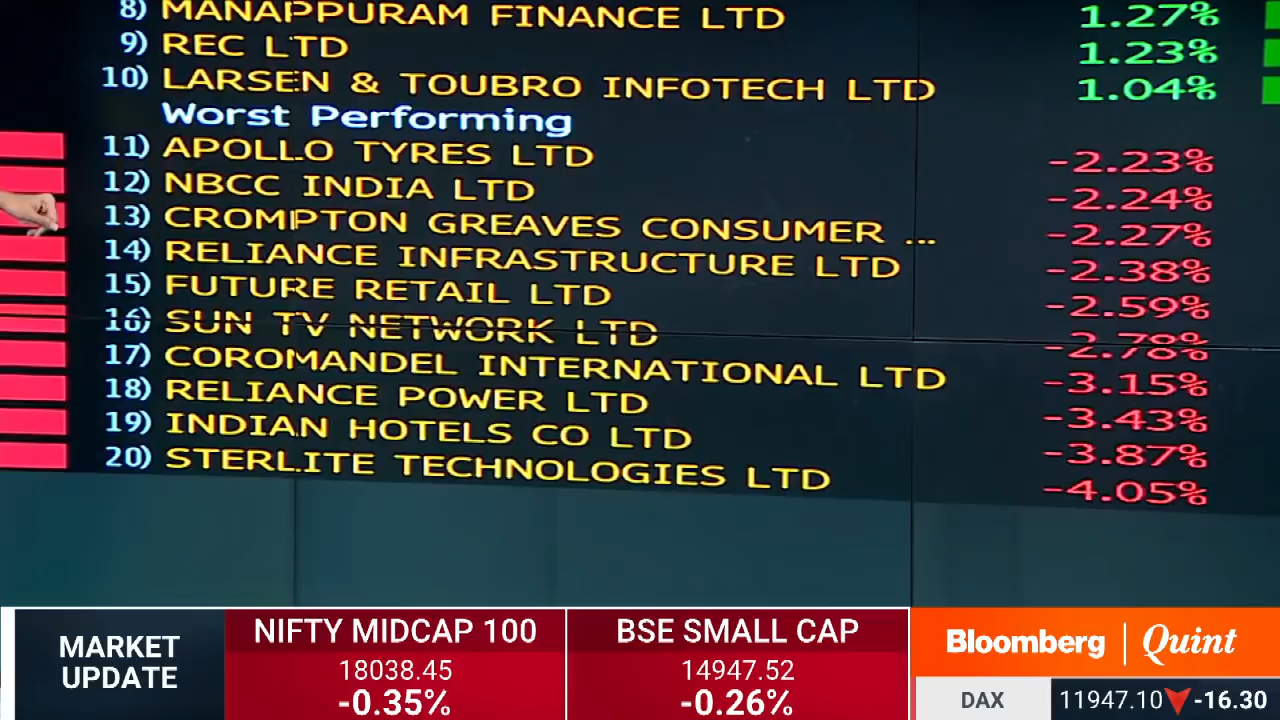 8) MANAPPURAM FINANCE LTD 1.27%
9) REC LTD 1.23%
10) LARSEN & TOUBRO INFOTECH LTD 1.04%
Worst Performing
11) APOLLO TYRES LTD -2.23%
12) NBCC INDIA LTD -2.24%
13) CROMPTON GREAVES CONSUMER ... -2.27%
14) RELIANCE INFRASTRUCTURE LTD -2.38%
15) FUTURE RETAIL LTD -2.59%
16) SUN TV NETWORK LTD -2.78%
17) COROMANDEL INTERNATIONAL LTD -3.15%
18) RELIANCE POWER LTD -3.43%
19) INDIAN HOTELS CO LTD -3.87%
20) STERLITE TECHNOLOGIES LTD -4.05%
MARKET
UPDATE
NIFTY MIDCAP 100
18038.45
-0.35%
BSE SMALL CAP
14947.52
-0.26%
Bloomberg | Quint
DAX 11947.10 -16.30